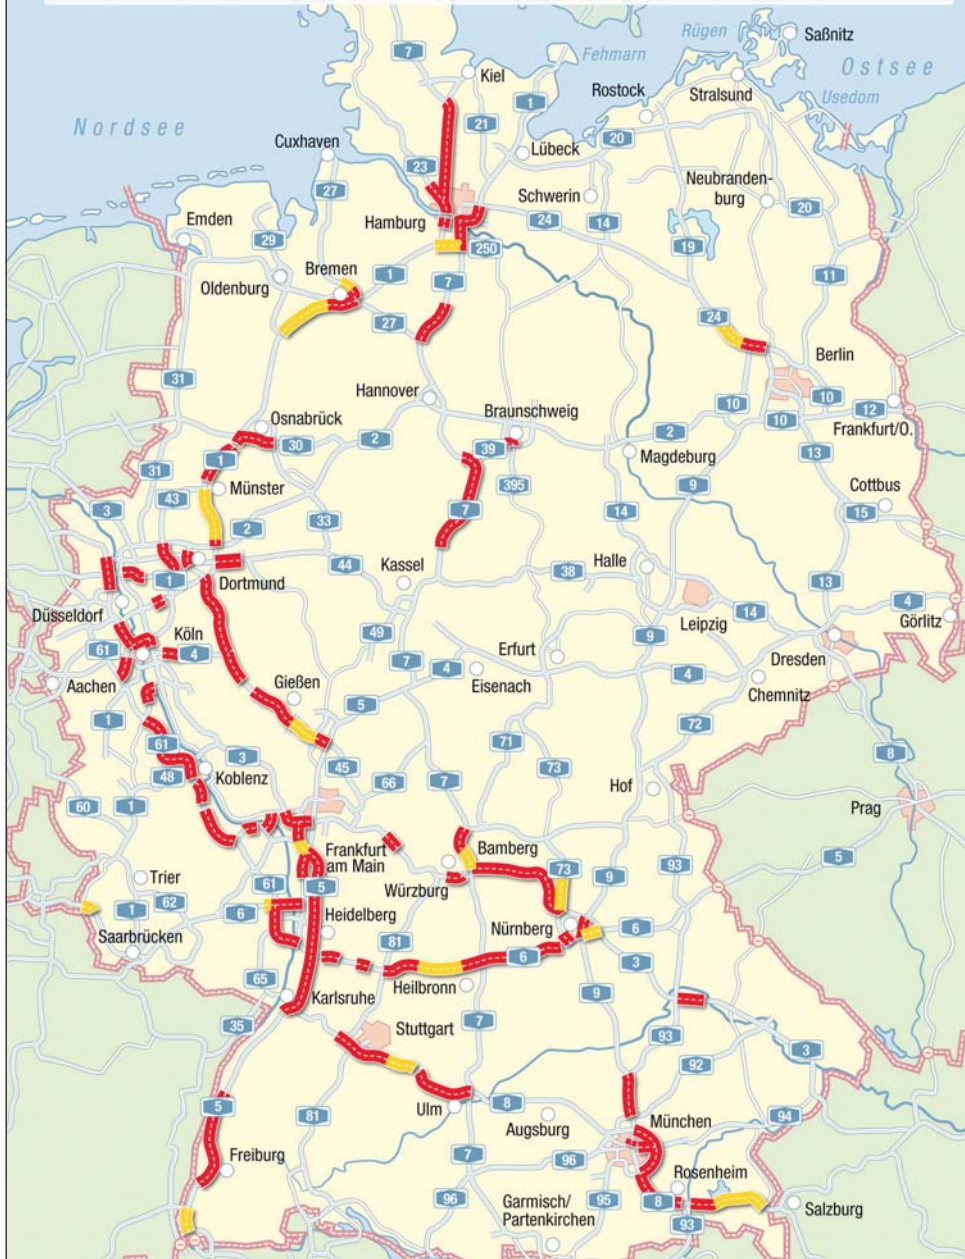 7
Kiel
Fehmarn
Rügen
Saßnitz
Ostsee
Rostock
Stralsund
Usedom
1
21
20
Nordsee
Cuxhaven
Lübeck
23
27
Schwerin
Neubranden-
burg
Emden
Hamburg
24
14
20
29
250
19
Bremen
1
11
Oldenburg
7
27
24
Berlin
31
Hannover
10
10
Osnabrück
Braunschweig
10
12
30
2
2
Frankfurt/O.
39
1
Magdeburg
13
31
43
Münster
395
9
Cottbus
3
7
14
15
2
33
44
Kassel
38
Halle
1
Dortmund
13
Düsseldorf
14
4
Leipzig
Görlitz
Köln
49
9
61
4
Erfurt
Dresden
7
4
4
Aachen
Eisenach
Chemnitz
Gießen
5
1
72
61
3
71
8
48
Koblenz
45
73
66
7
Hof
60
1
Prag
Frankfurt
am Main
Bamberg
5
93
Trier
61
5
73
9
Würzburg
1
62
6
Heidelberg
Nürnberg
6
Saarbrücken
81
6
3
65
Heilbronn
9
Karlsruhe
35
Stuttgart
7
93
3
92
5
Ulm
8
81
Augsburg
München
94
7
Freiburg
96
Rosenheim
96
Garmisch/
Partenkirchen
95
8
93
Salzburg